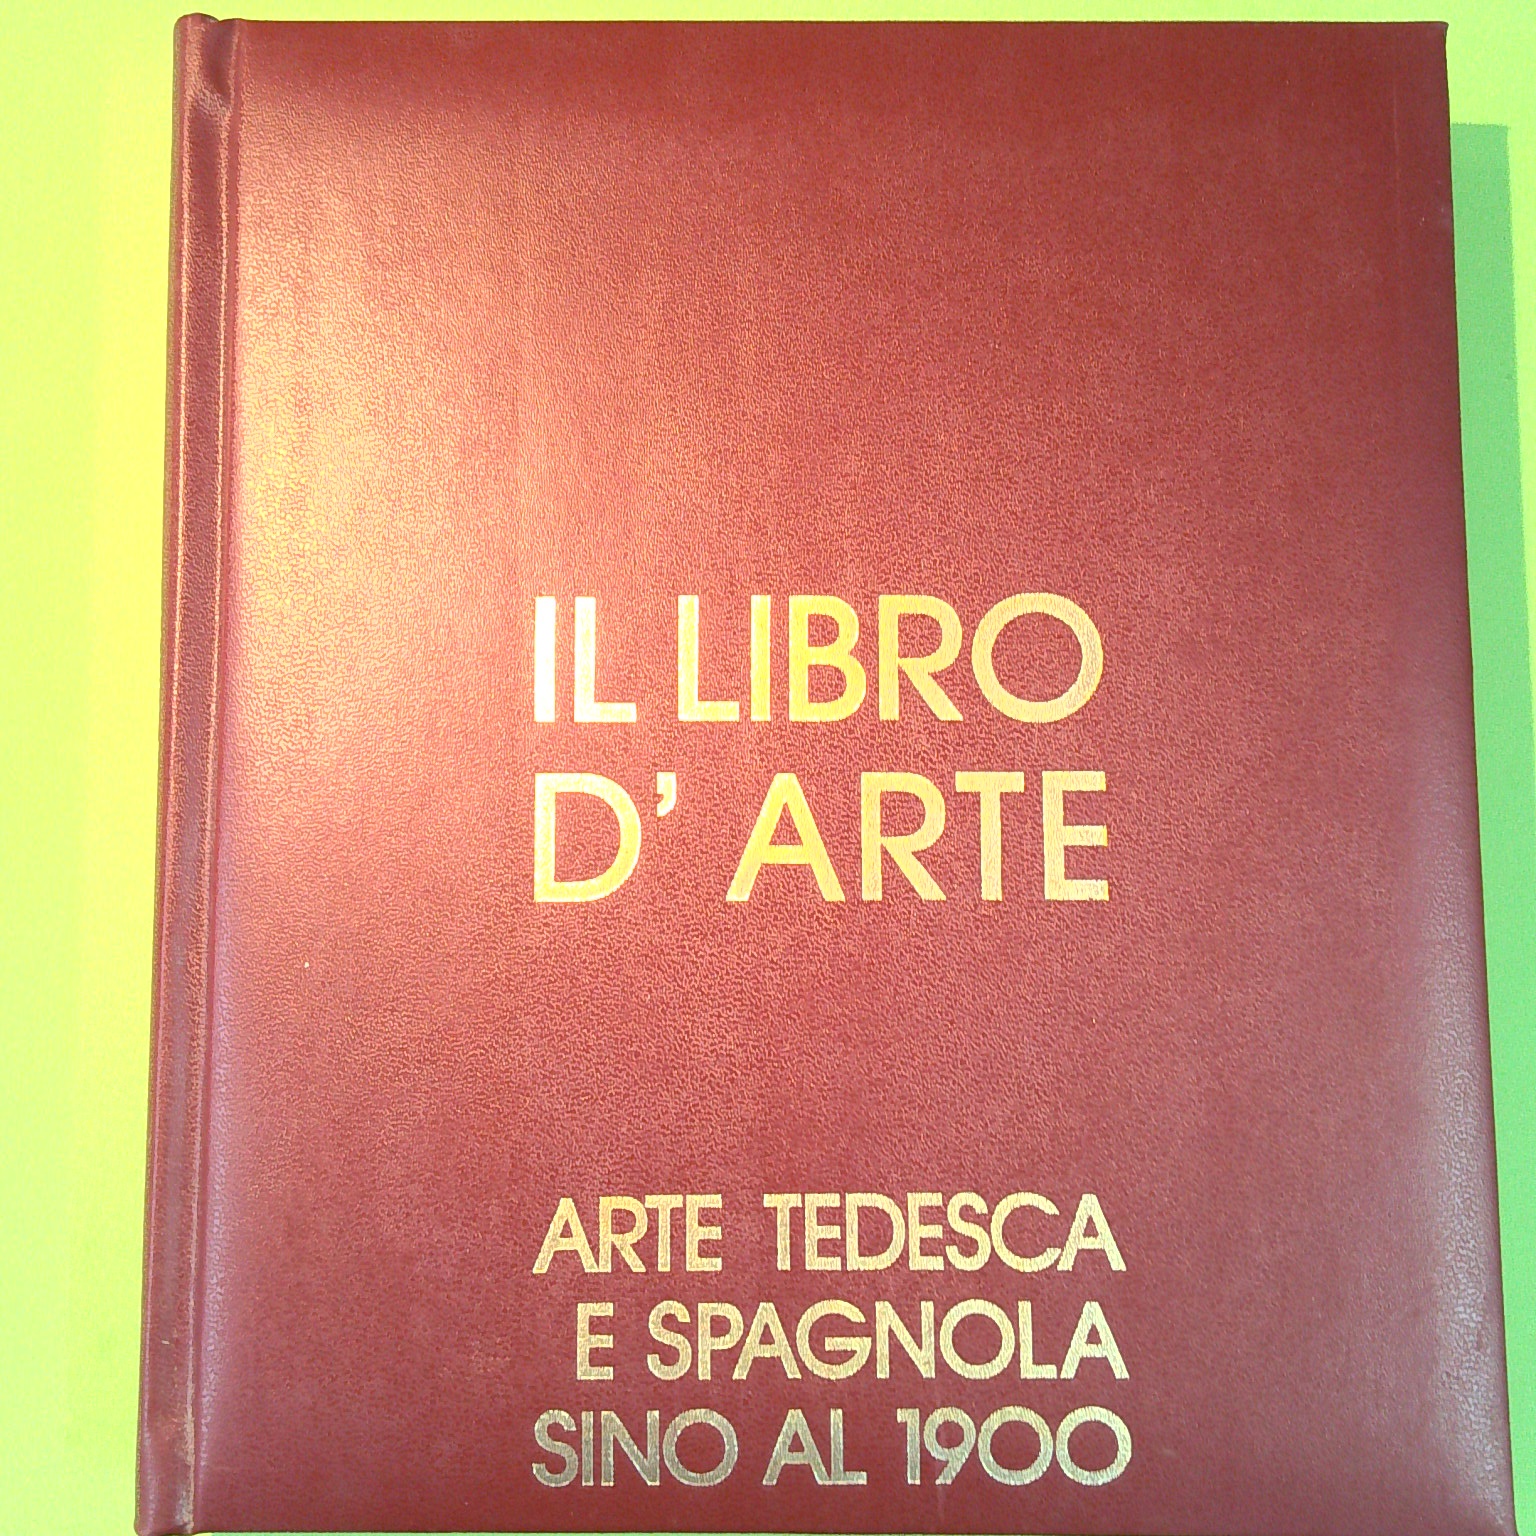 IL LIBRO
D' ARTE
ARTE TEDESCA
E SPAGNOLA
SINO AL 1900